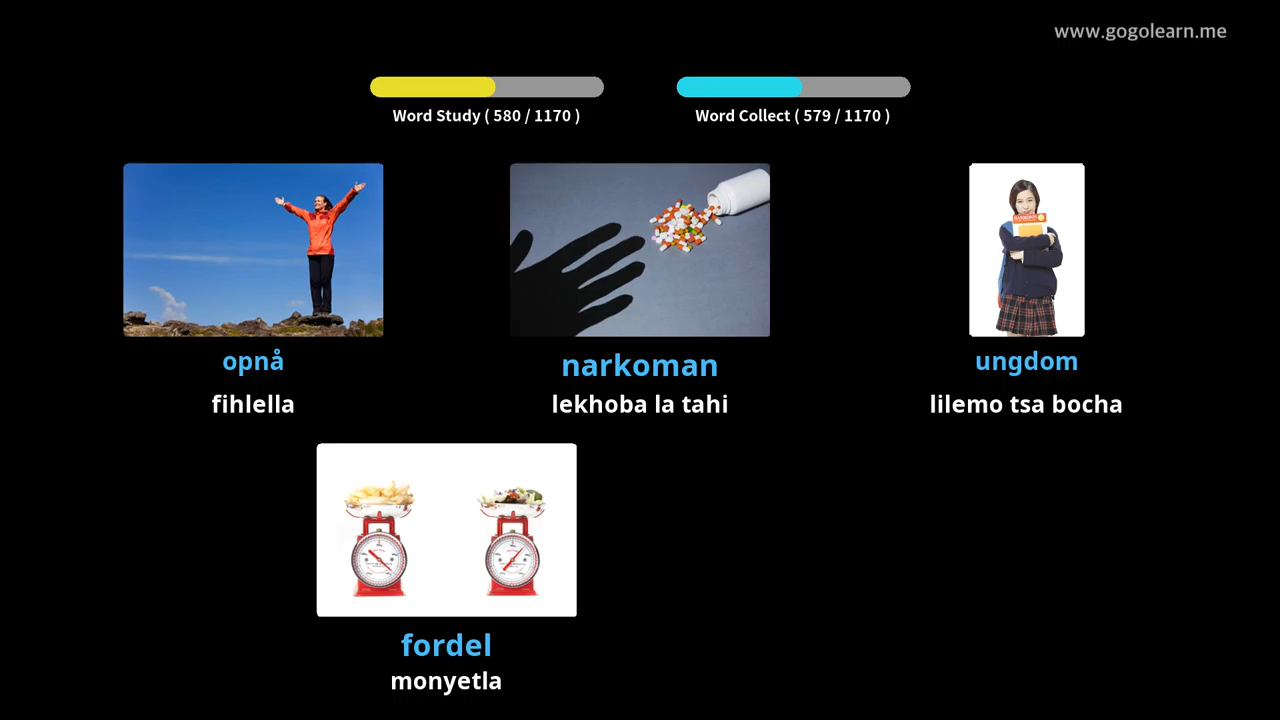 www.gogolearn.me
Word Study ( 580 / 1170 )
Word Collect ( 579 / 1170 )
opnå
narkoman
ungdom
fihlella
lekhoba la tahi
lilemo tsa bocha
fordel
monyetla